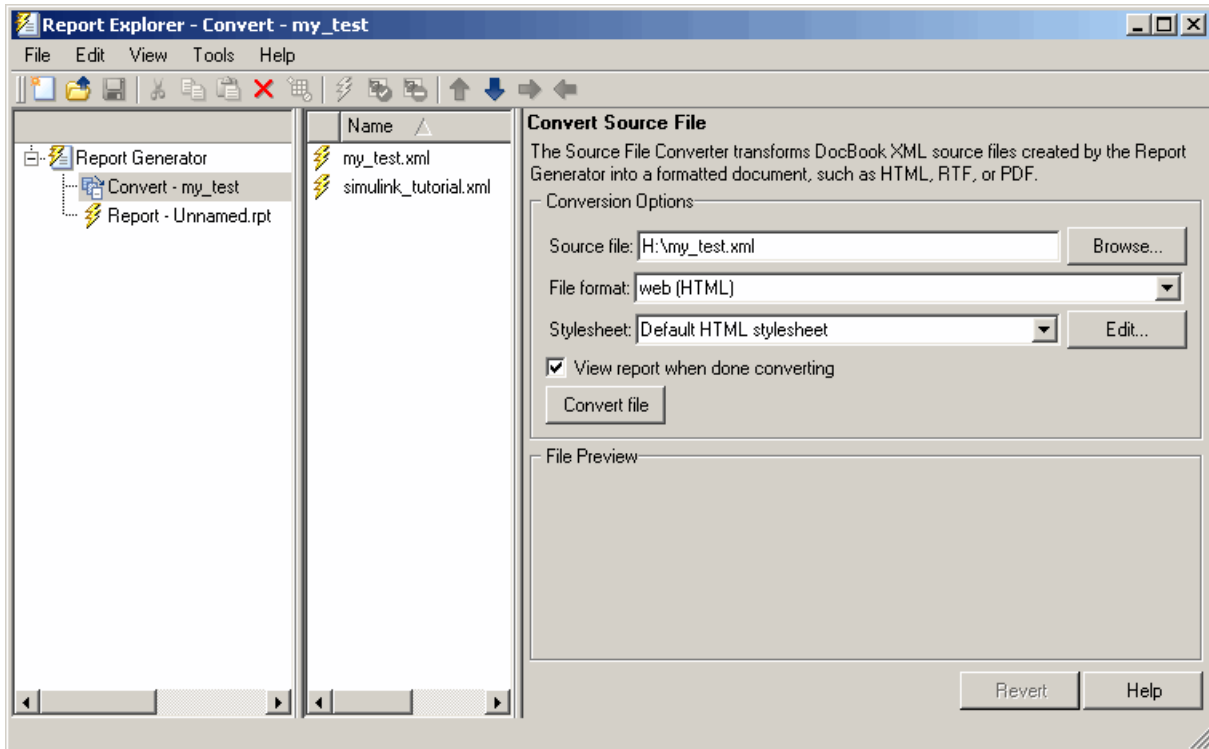 Report Explorer - Convert - my_test
File Edit View Tools Help
Name
Report Generator
Convert - my_test
Report - Unnamed.rpt
my_test.xml
simulink_tutorial.xml
Convert Source File
The Source File Converter transforms DocBook XML source files created by the Report
Generator into a formatted document, such as HTML, RTF, or PDF.
Conversion Options
Source file: H:\my_test.xml Browse...
File format: web (HTML)
Stylesheet: Default HTML stylesheet Edit...
View report when done converting
Convert file
File Preview
Revert Help